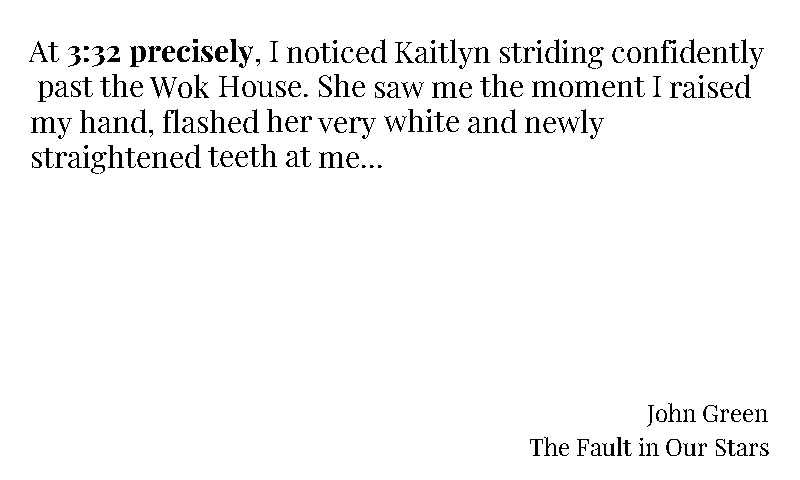 At 3:32 precisely, I noticed Kaitlyn striding confidently
past the Wok House. She saw me the moment I raised
my hand, flashed her very white and newly
straightened teeth at me...
John Green
The Fault in Our Stars